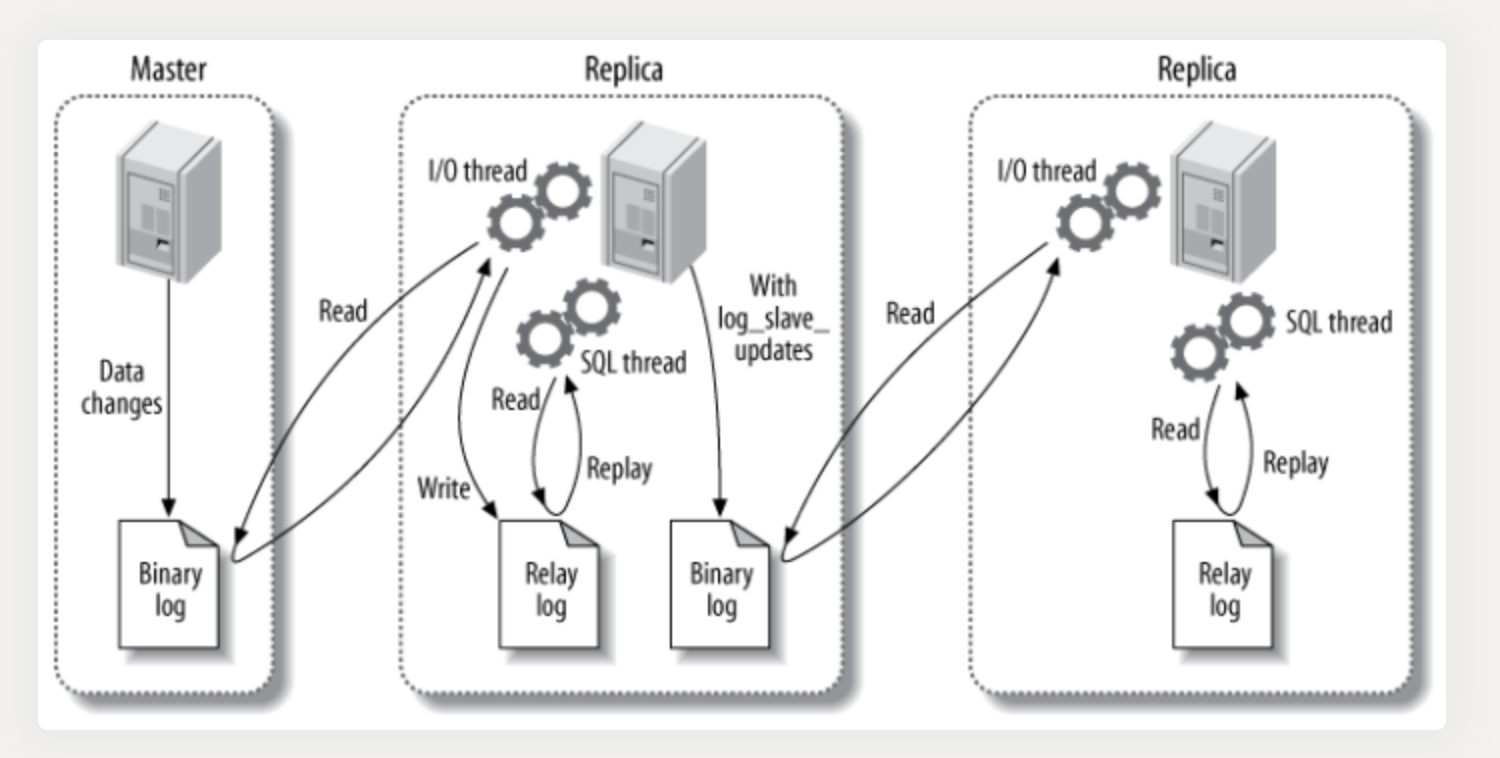 Master
Replica
Replica
I/O thread
I/O thread
Read
With
log_slave_
updates
Read
SQL thread
Data
changes
SQL thread
Read
Read
Replay
Replay
Write
Binary
log
Relay
log
Binary
log
Relay
log